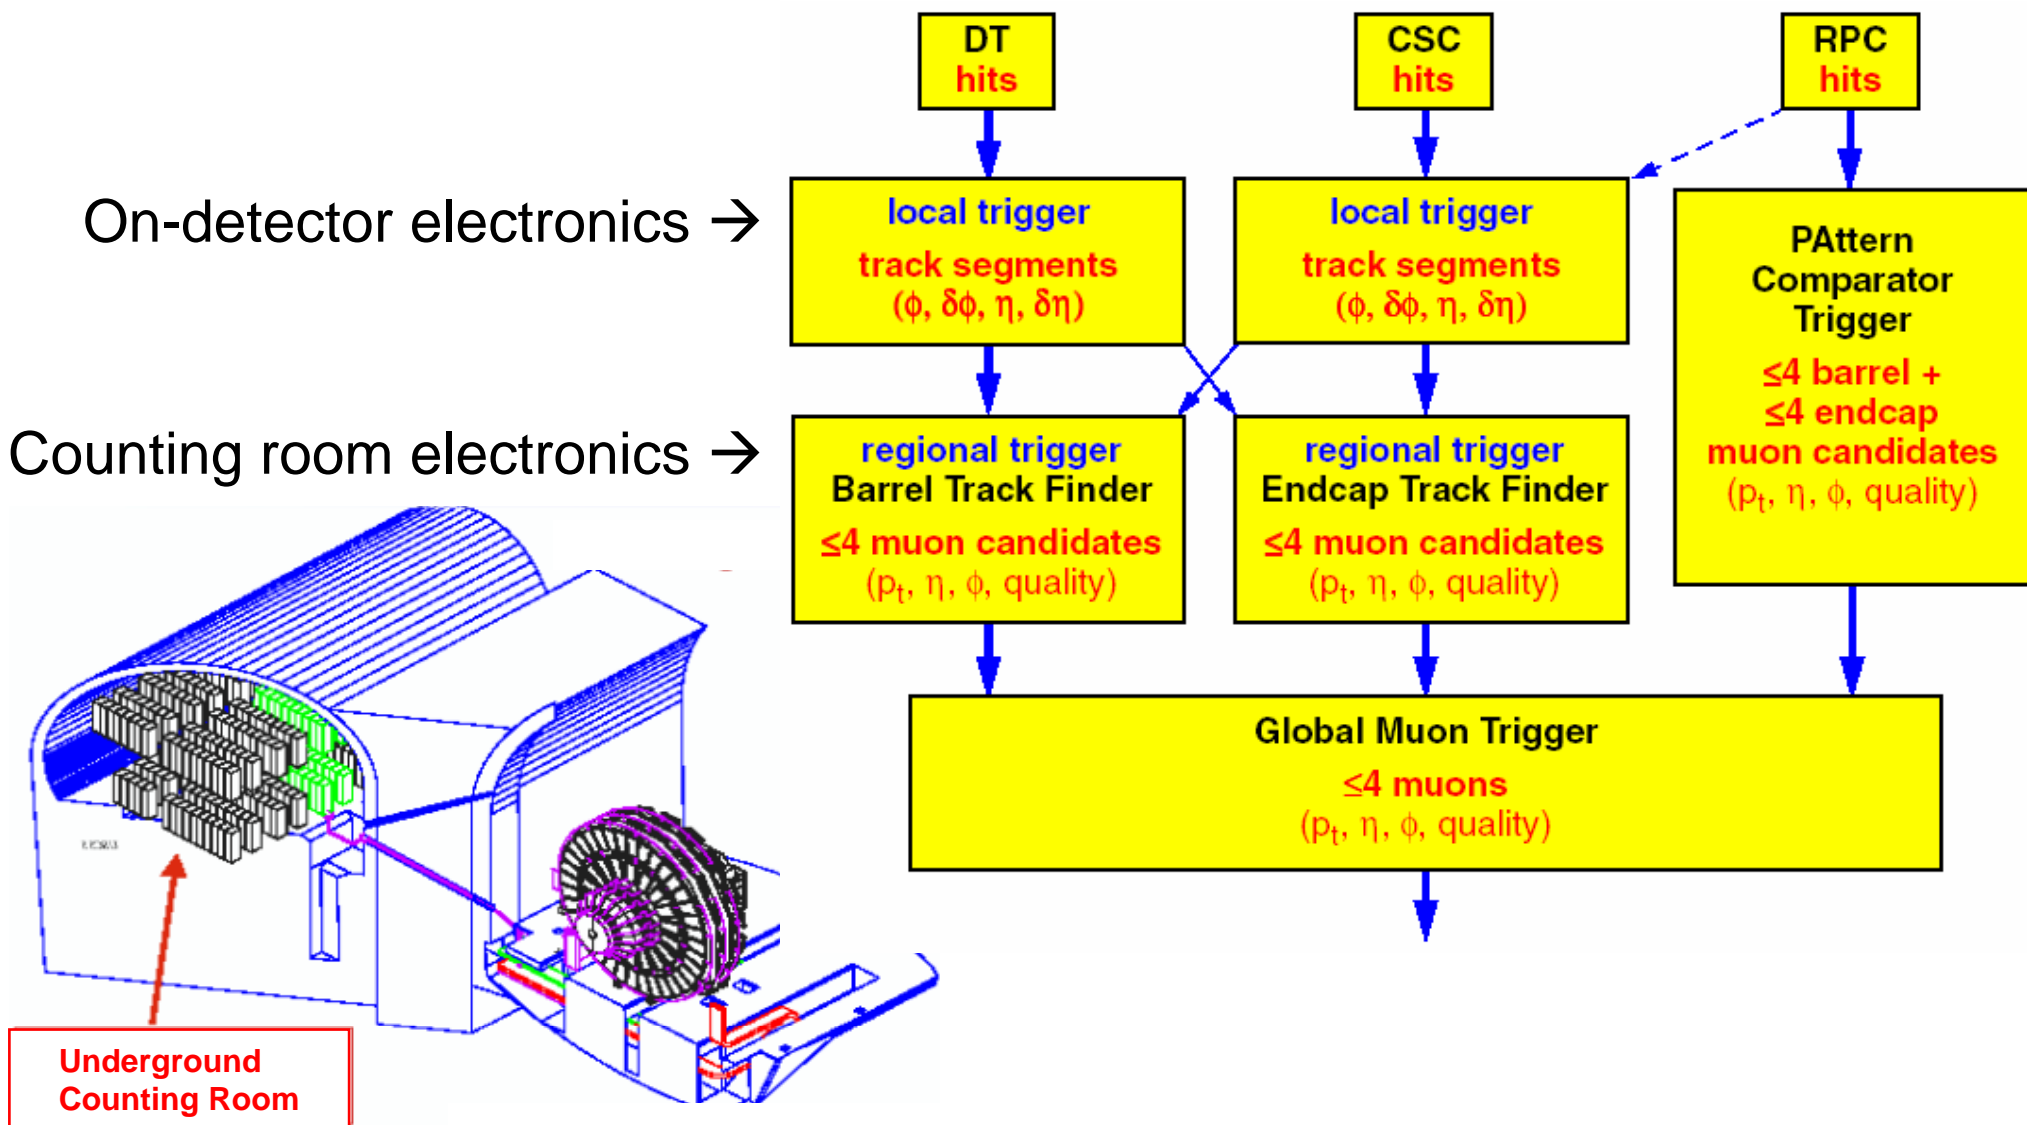 DT
hits
CSC
hits
RPC
hits
On-detector electronics →
local trigger
track segments
(ϕ, δϕ, η, δη)
local trigger
track segments
(ϕ, δϕ, η, δη)
PAttern
Comparator
Trigger
≤4 barrel +
≤4 endcap
muon candidates
(pt, η, ϕ, quality)
Counting room electronics →
regional trigger
Barrel Track Finder
≤4 muon candidates
(pt, η, ϕ, quality)
regional trigger
Endcap Track Finder
≤4 muon candidates
(pt, η, ϕ, quality)
Global Muon Trigger
≤4 muons
(pt, η, ϕ, quality)
Underground
Counting Room